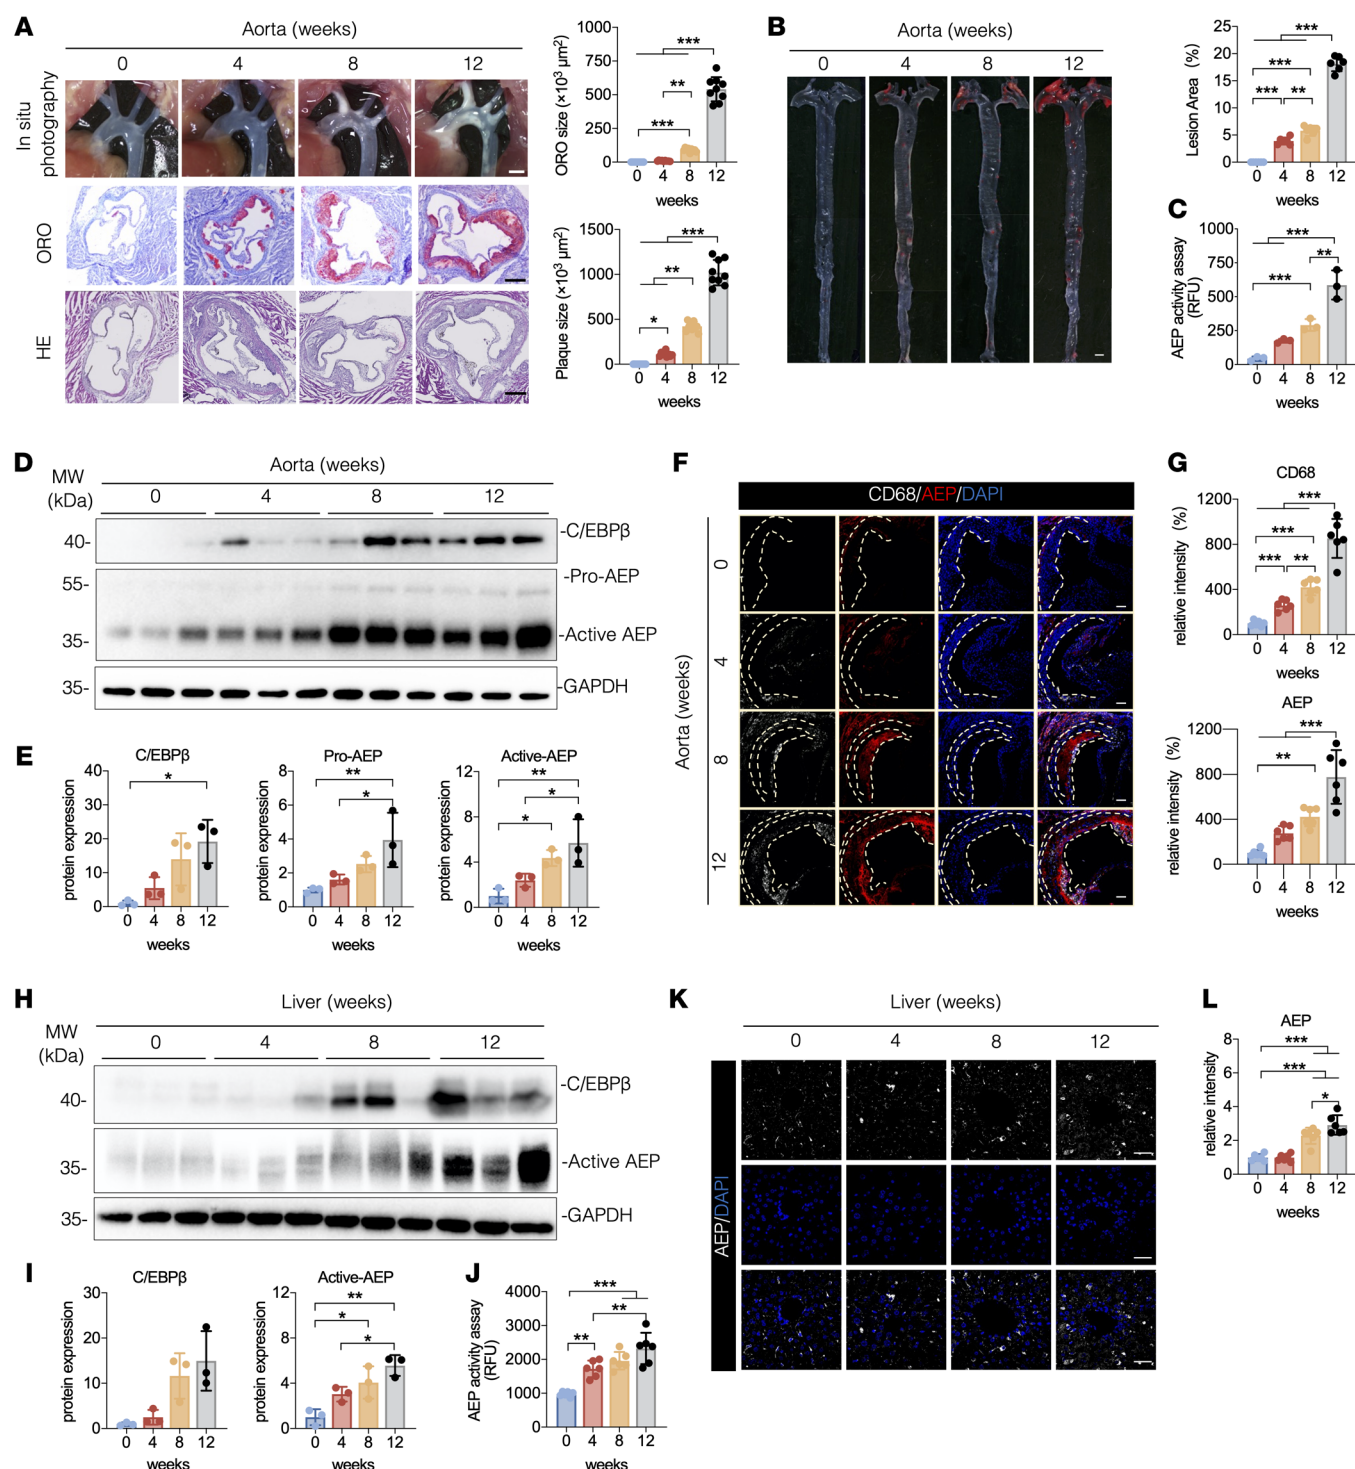 A
Aorta (weeks)
0 4 8 12
In situ
photography
ORO
HE
ORO size (×10³ µm²)
1000
750
500
250
0
***
**
***
0 4 8 12
weeks
Plaque size (×10³ µm²)
1500
1000
500
0
***
**
*
0 4 8 12
weeks
B
Aorta (weeks)
0 4 8 12
Lesion Area (%)
25
20
15
10
5
0
***
***
*** **
0 4 8 12
weeks
C
AEP activity assay
(RFU)
1000
750
500
250
0
***
**
***
0 4 8 12
weeks
D
Aorta (weeks)
MW
(kDa)
0 4 8 12
40-
-C/EBPβ
55-
-Pro-AEP
35-
-Active AEP
35-
-GAPDH
E
C/EBPβ
protein expression
40
30
20
10
0
*
0 4 8 12
weeks
Pro-AEP
protein expression
8
6
4
2
0
**
*
0 4 8 12
weeks
Active-AEP
protein expression
12
8
4
0
**
*
*
0 4 8 12
weeks
F
CD68/AEP/DAPI
Aorta (weeks)
0
4
8
12
G
CD68
relative intensity (%)
1200
800
400
0
***
***
*** **
0 4 8 12
weeks
AEP
relative intensity (%)
1200
800
400
0
***
**
0 4 8 12
weeks
H
Liver (weeks)
MW
(kDa)
0 4 8 12
40-
-C/EBPβ
35-
-Active AEP
35-
-GAPDH
I
C/EBPβ
protein expression
30
20
10
0
0 4 8 12
weeks
Active-AEP
protein expression
12
8
4
0
**
*
*
0 4 8 12
weeks
J
AEP activity assay
(RFU)
4000
3000
2000
1000
0
***
**
**
0 4 8 12
weeks
K
Liver (weeks)
0 4 8 12
AEP/DAPI
L
AEP
relative intensity
8
6
4
2
0
***
***
*
0 4 8 12
weeks